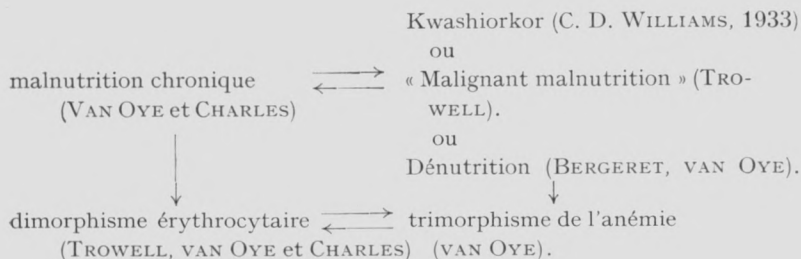 Kwashiorkor (C. D. WILLIAMS, 1933)
ou
malnutrition chronique
« Malignant malnutrition » (TRO-
(VAN OYE et CHARLES)
WELL).
ou
Dénutrition (BERGERET, VAN OYE).
dimorphisme érythrocytaire
trimorphisme de l'anémie
(TROWELL, VAN OYE et CHARLES)
(VAN OYE).